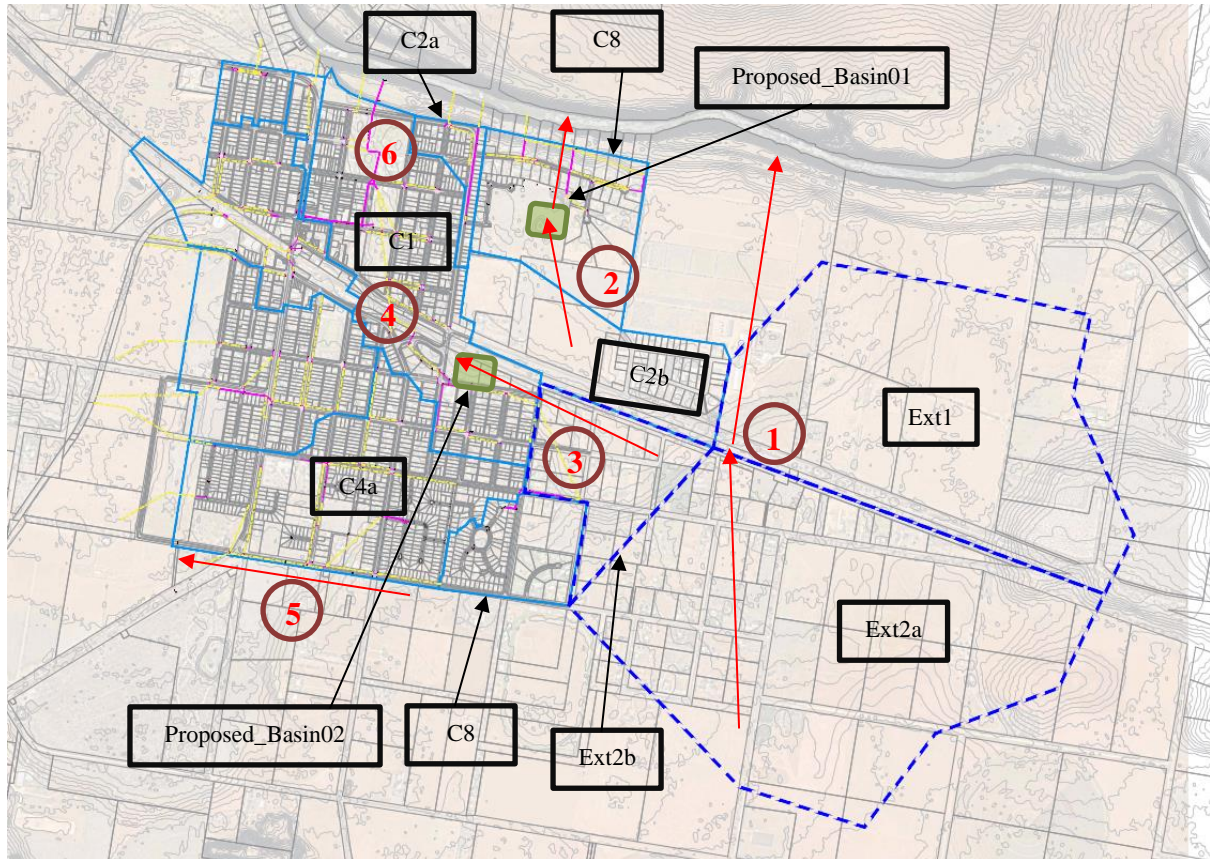 C2a
C8
Proposed_Basin01
6
C1
2
4
C2b
Ext1
1
3
C4a
5
Ext2a
Proposed_Basin02
C8
Ext2b